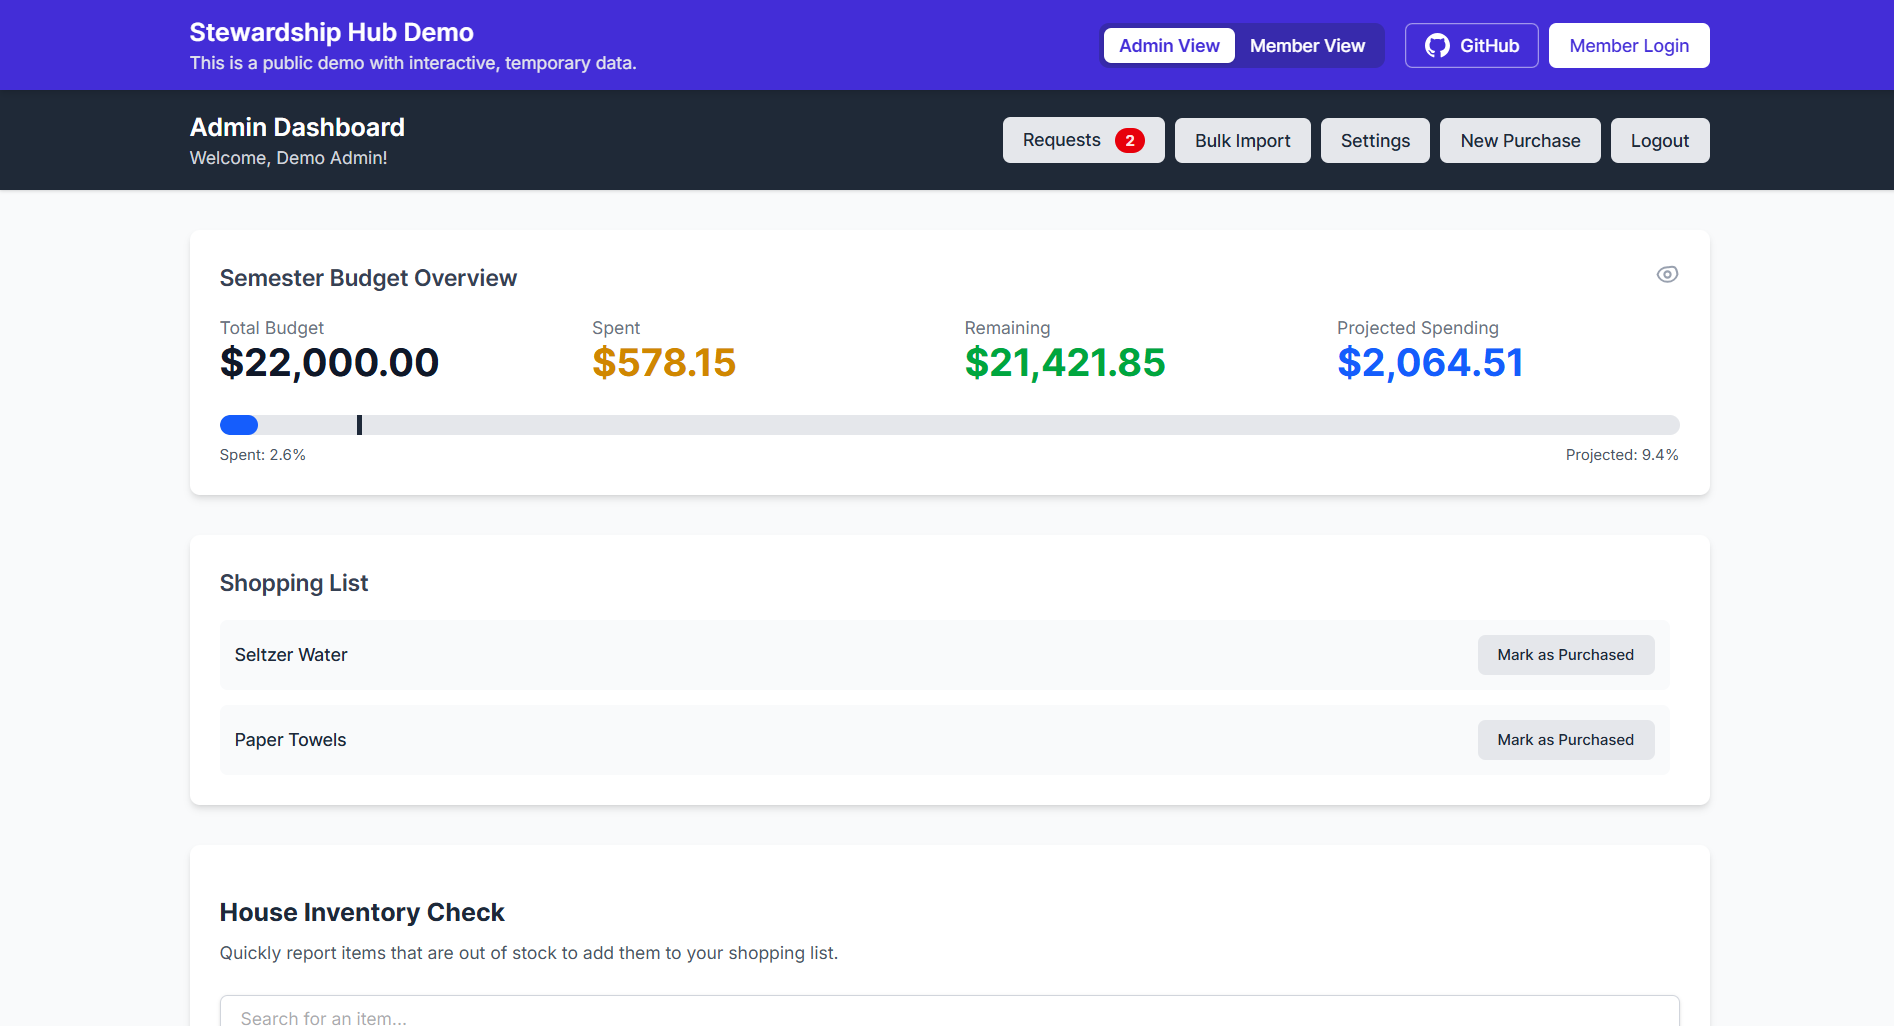 Stewardship Hub Demo
This is a public demo with interactive, temporary data.
Admin View
Member View
GitHub
Member Login
Admin Dashboard
Welcome, Demo Admin!
Requests 2
Bulk Import
Settings
New Purchase
Logout
Semester Budget Overview
Total Budget
$22,000.00
Spent
$578.15
Remaining
$21,421.85
Projected Spending
$2,064.51
Spent: 2.6%
Projected: 9.4%
Shopping List
Seltzer Water
Mark as Purchased
Paper Towels
Mark as Purchased
House Inventory Check
Quickly report items that are out of stock to add them to your shopping list.
Search for an item...